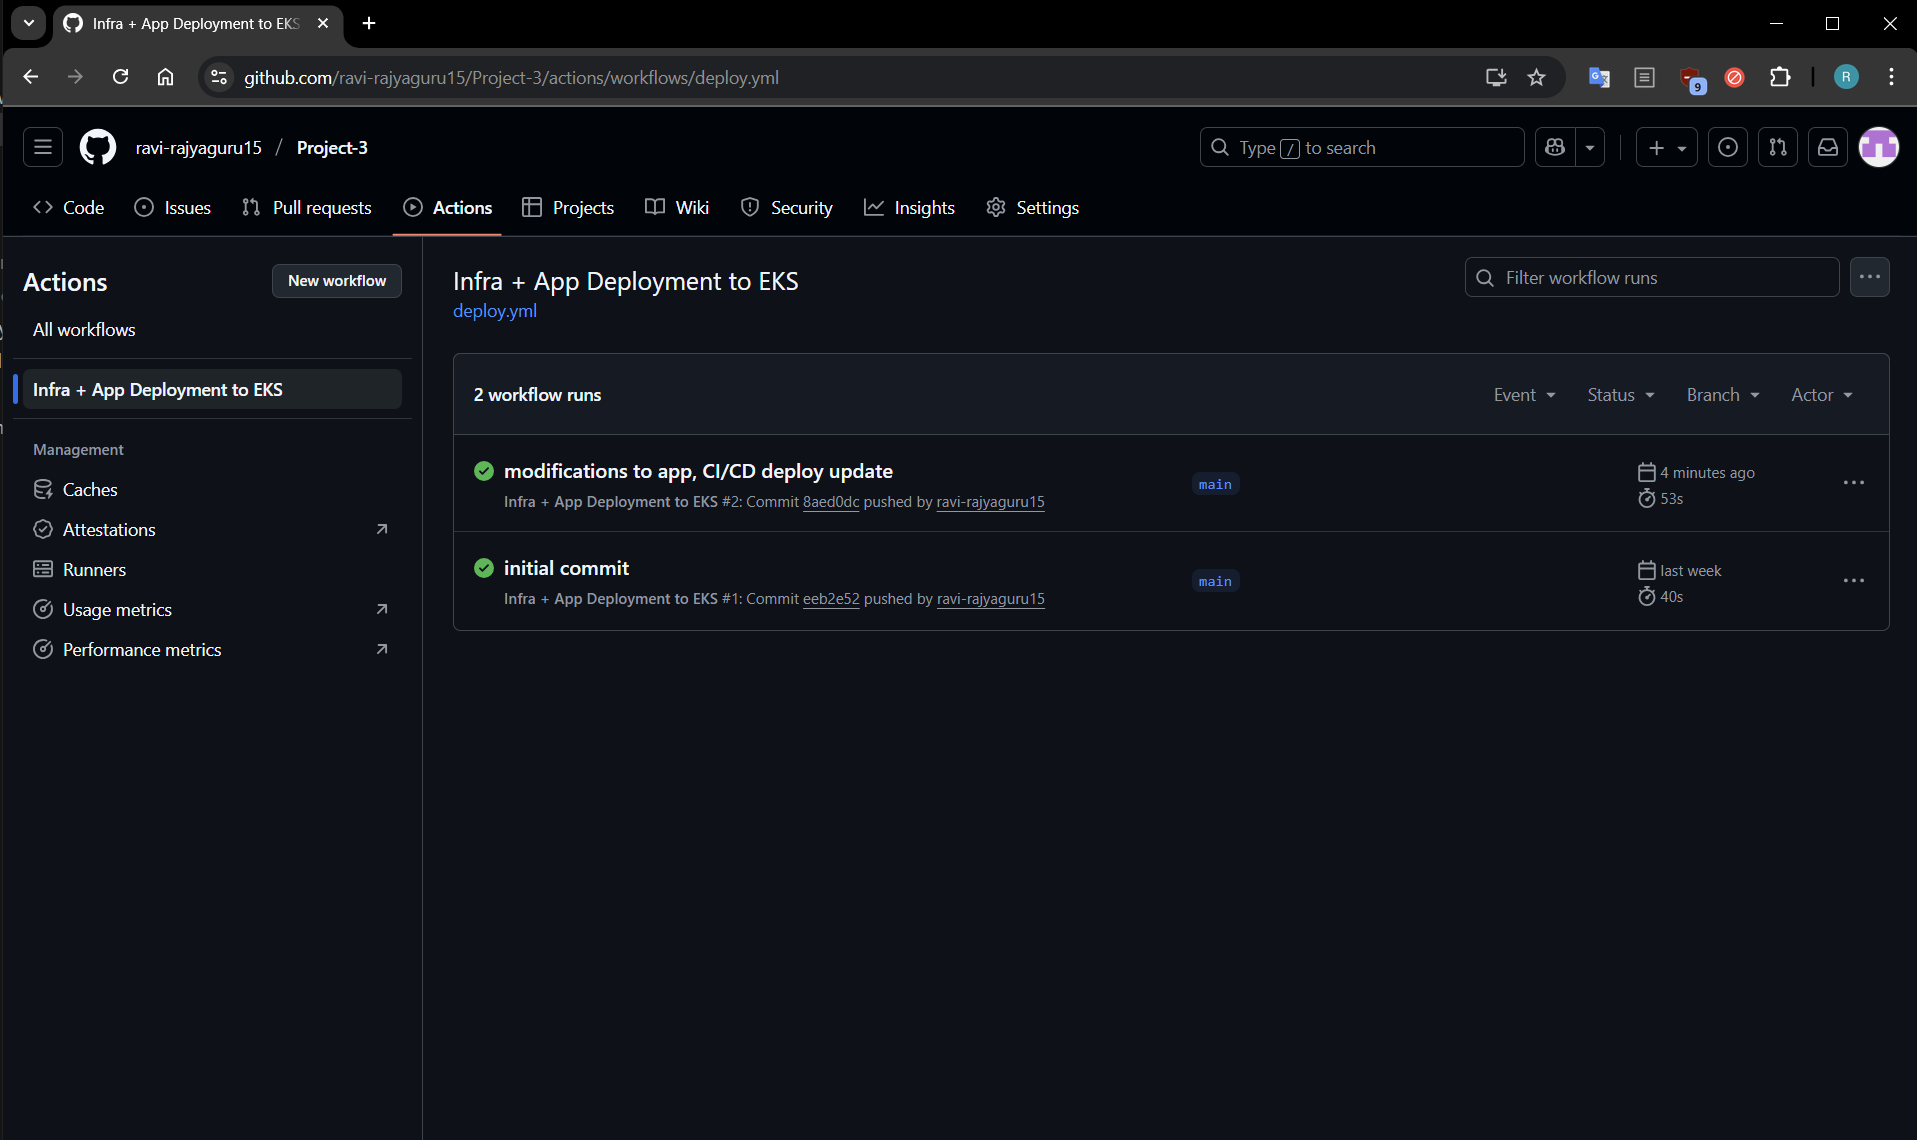 Infra + App Deployment to EKS
github.com/ravi-rajyaguru15/Project-3/actions/workflows/deploy.yml
9
R
ravi-rajyaguru15 / Project-3
Type / to search
Code
Issues
Pull requests
Actions
Projects
Wiki
Security
Insights
Settings
Actions
New workflow
All workflows
Infra + App Deployment to EKS
Management
Caches
Attestations
Runners
Usage metrics
Performance metrics
Infra + App Deployment to EKS
deploy.yml
Filter workflow runs
2 workflow runs
Event
Status
Branch
Actor
modifications to app, CI/CD deploy update
Infra + App Deployment to EKS #2: Commit 8aed0dc pushed by ravi-rajyaguru15
main
4 minutes ago
53s
initial commit
Infra + App Deployment to EKS #1: Commit eeb2e52 pushed by ravi-rajyaguru15
main
last week
40s